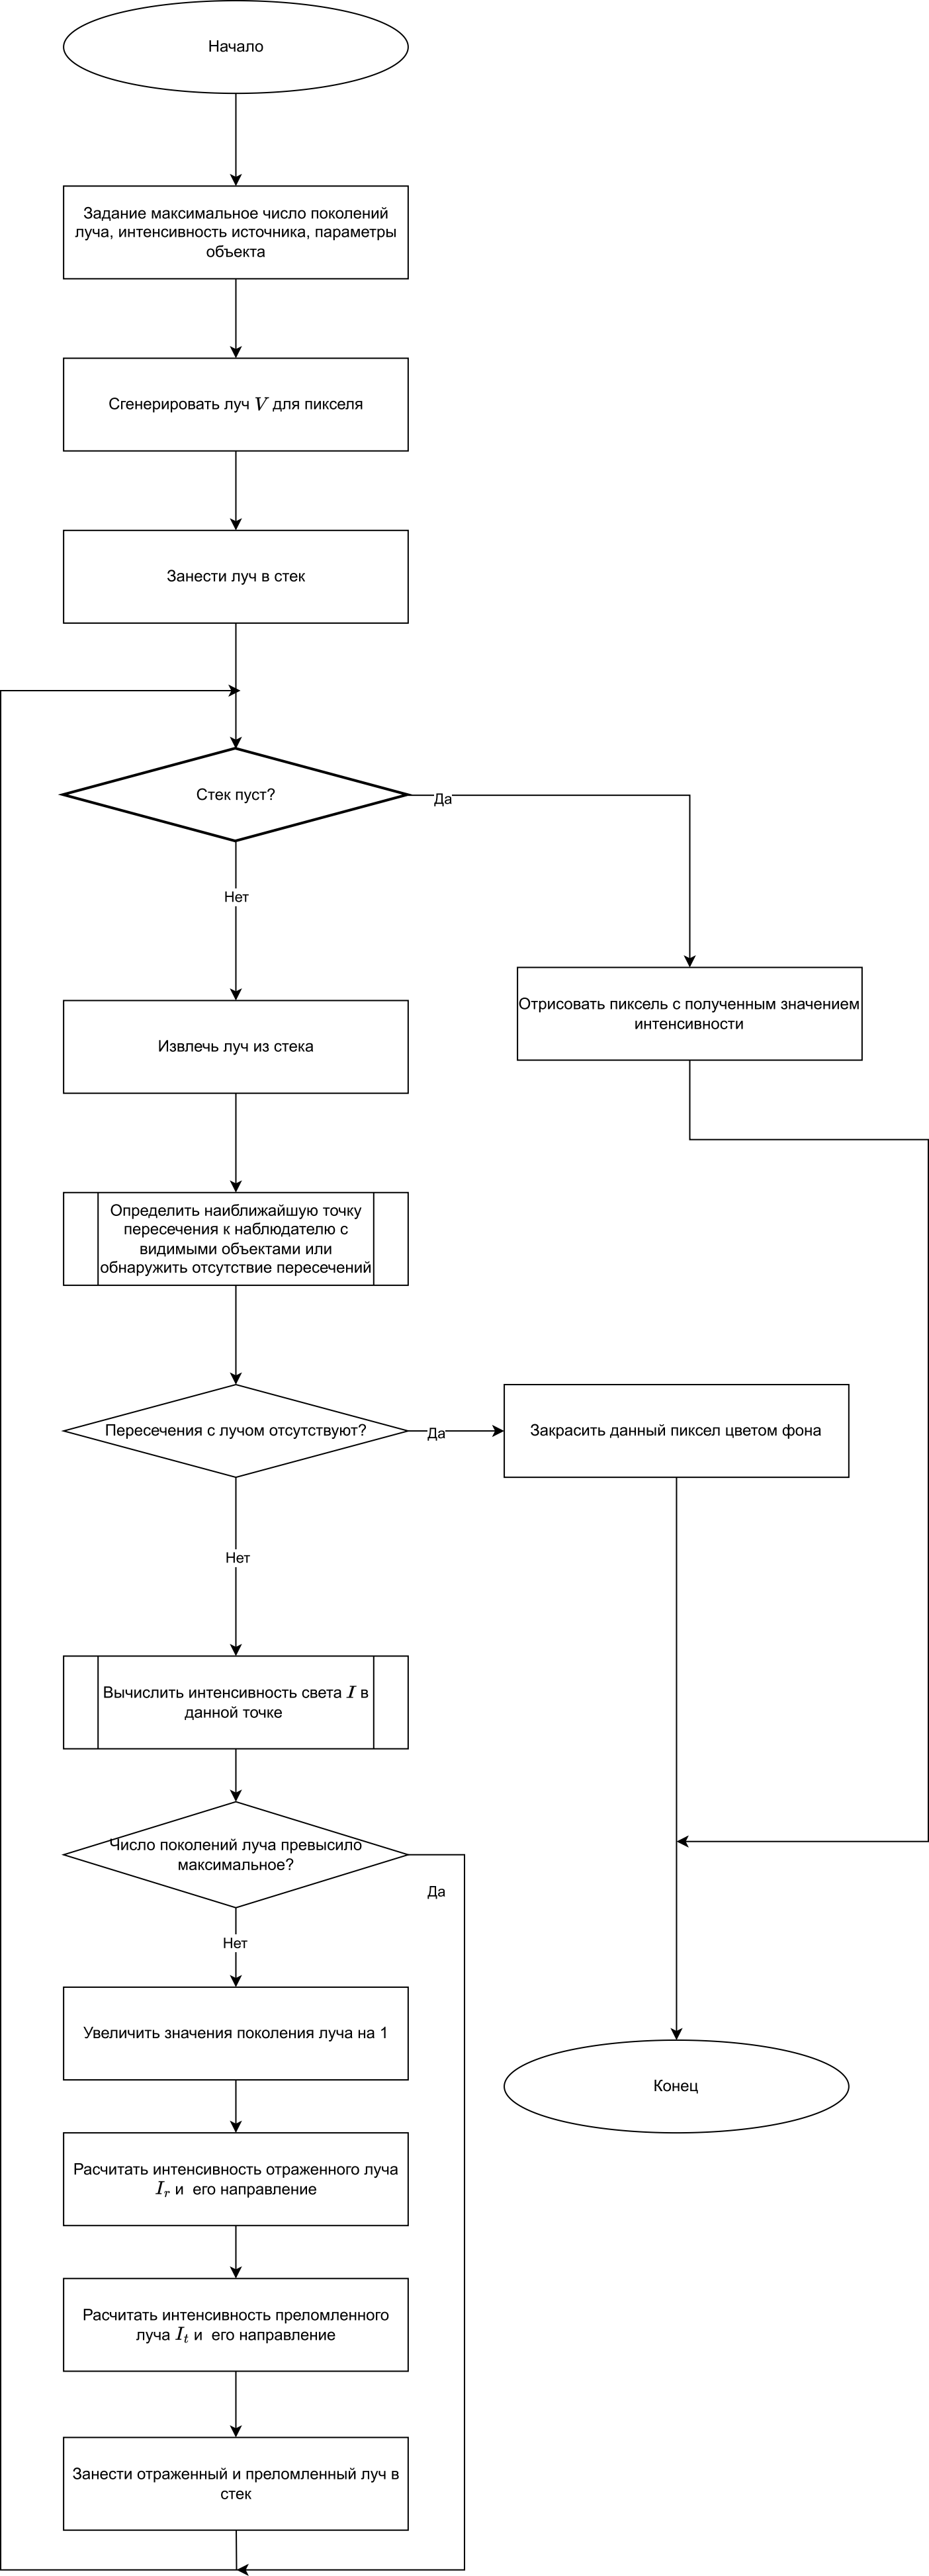 Начало
Задание максимальное число поколений
луча, интенсивность источника, параметры
объекта
Сгенерировать луч V для пикселя
Занести луч в стек
Стек пуст?
Да
Нет
Отрисовать пиксель с полученным значением
интенсивности
Извлечь луч из стека
Определить наиближайшую точку
пересечения к наблюдателю с
видимыми объектами или
обнаружить отсутствие пересечений
Пересечения с лучом отсутствуют?
Да
Закрасить данный пиксел цветом фона
Нет
Вычислить интенсивность света I в
данной точке
Число поколений луча превысило
максимальное?
Да
Нет
Увеличить значения поколения луча на 1
Конец
Расчитать интенсивность отраженного луча
I_r и его направление
Расчитать интенсивность преломленного
луча I_t и его направление
Занести отраженный и преломленный луч в
стек